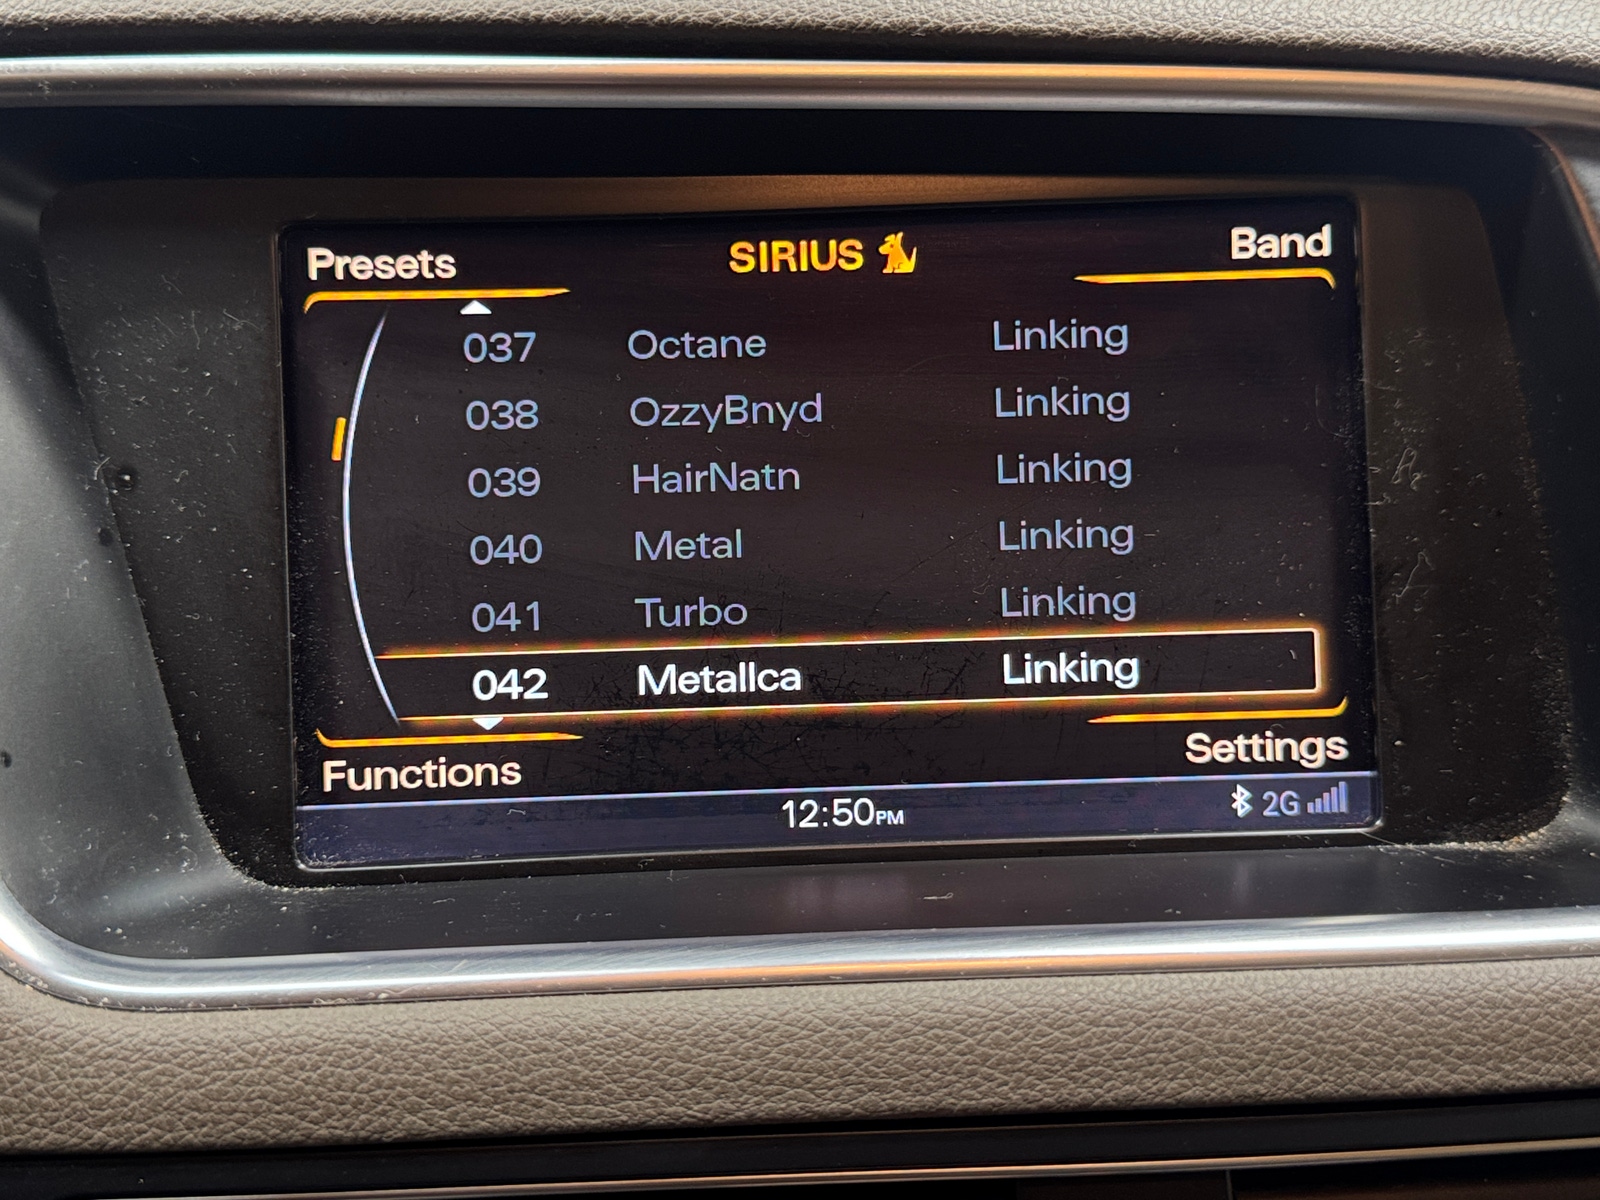 Presets SIRIUS Band
037 Octane Linking
038 OzzyBnyd Linking
039 HairNatn Linking
040 Metal Linking
041 Turbo Linking
042 Metallca Linking
Functions Settings
12:50PM 2G